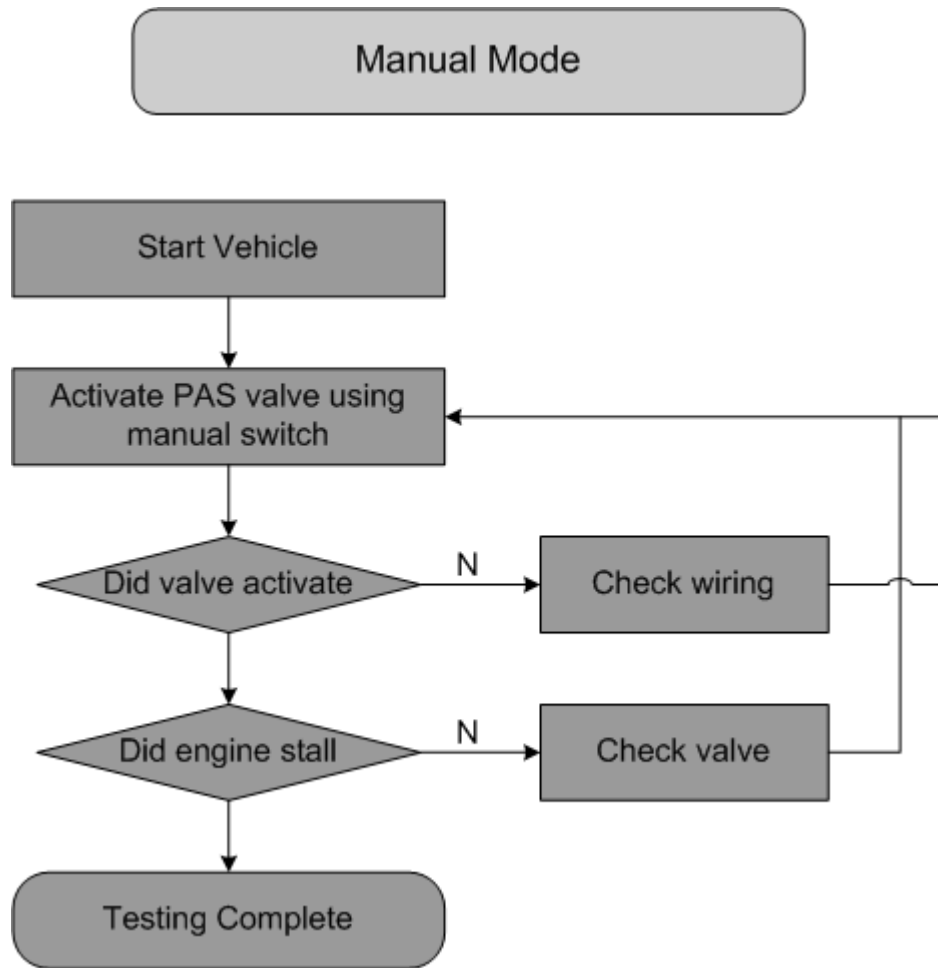 Manual Mode
Start Vehicle
Activate PAS valve using
manual switch
Did valve activate
N
Check wiring
Did engine stall
N
Check valve
Testing Complete